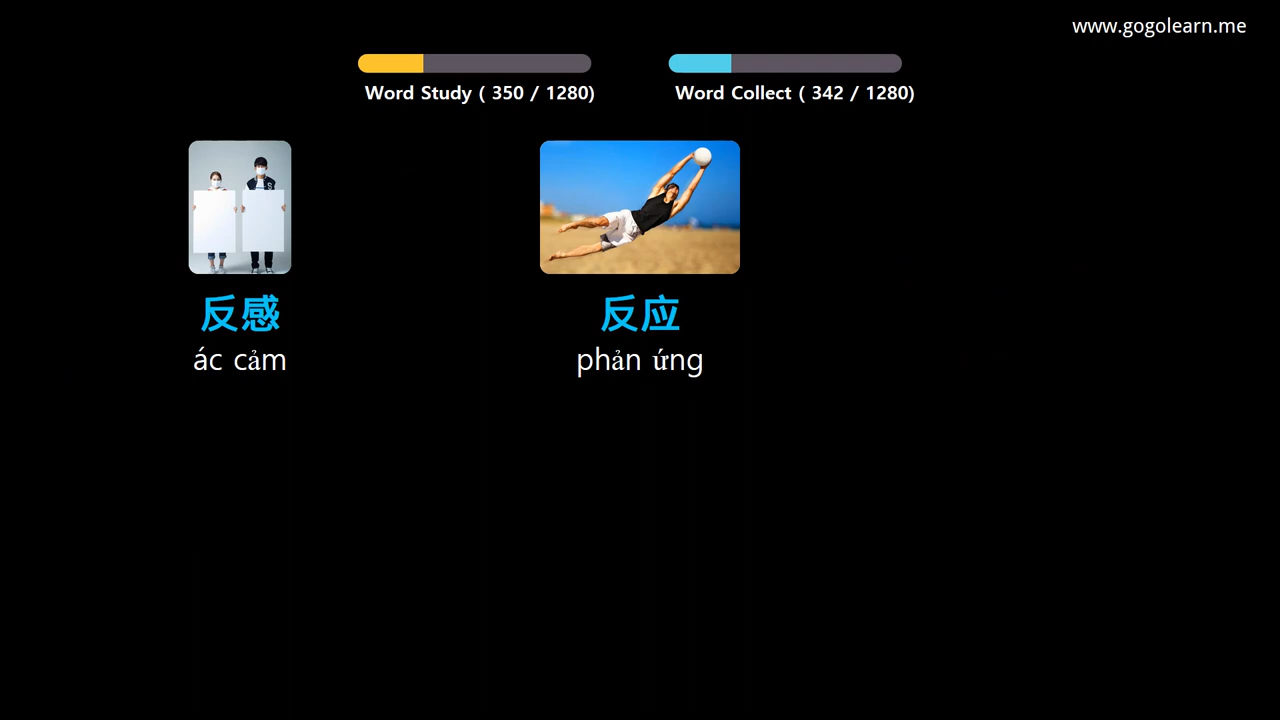 www.gogolearn.me
Word Study ( 350 / 1280)
Word Collect ( 342 / 1280)
反感
ác cảm
反应
phản ứng